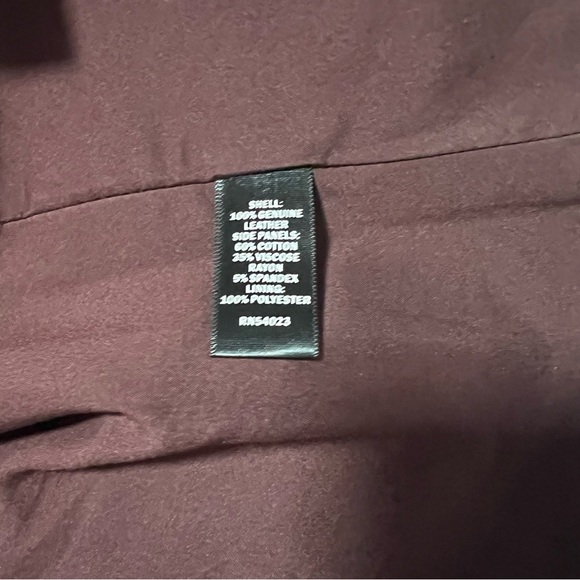 SHELL:
100% GENUINE
LEATHER
SIDE PANELS:
60% COTTON
35% VISCOSE
RAYON
5% SPANDEX
LINING:
100% POLYESTER
RN54023